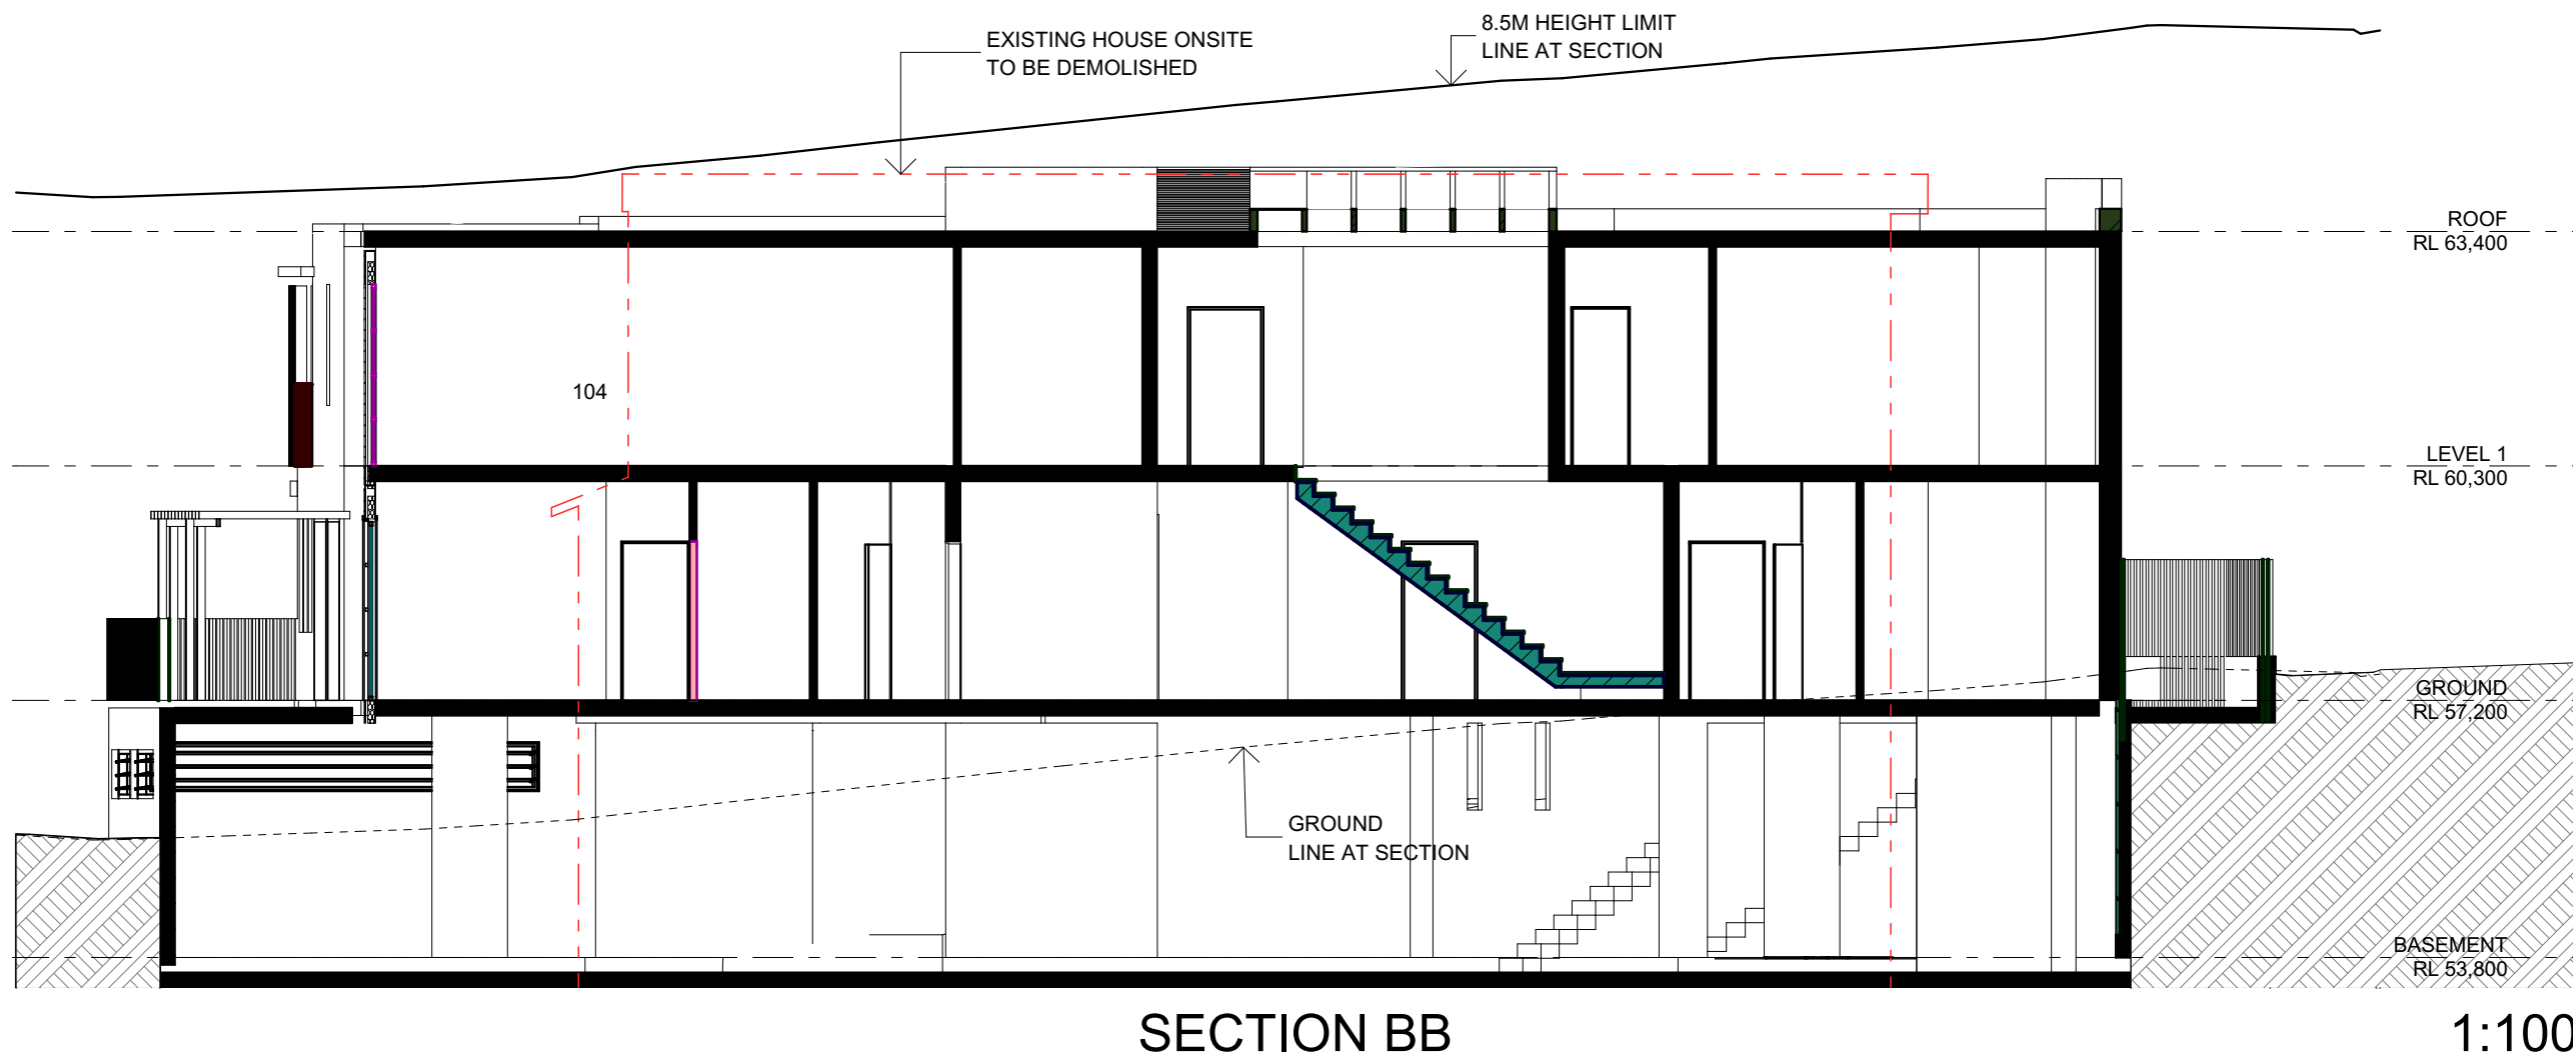 EXISTING HOUSE ONSITE
TO BE DEMOLISHED
8.5M HEIGHT LIMIT
LINE AT SECTION
ROOF
RL 63,400
104
LEVEL 1
RL 60,300
GROUND
RL 57,200
GROUND
LINE AT SECTION
BASEMENT
RL 53,800
SECTION BB
1:100